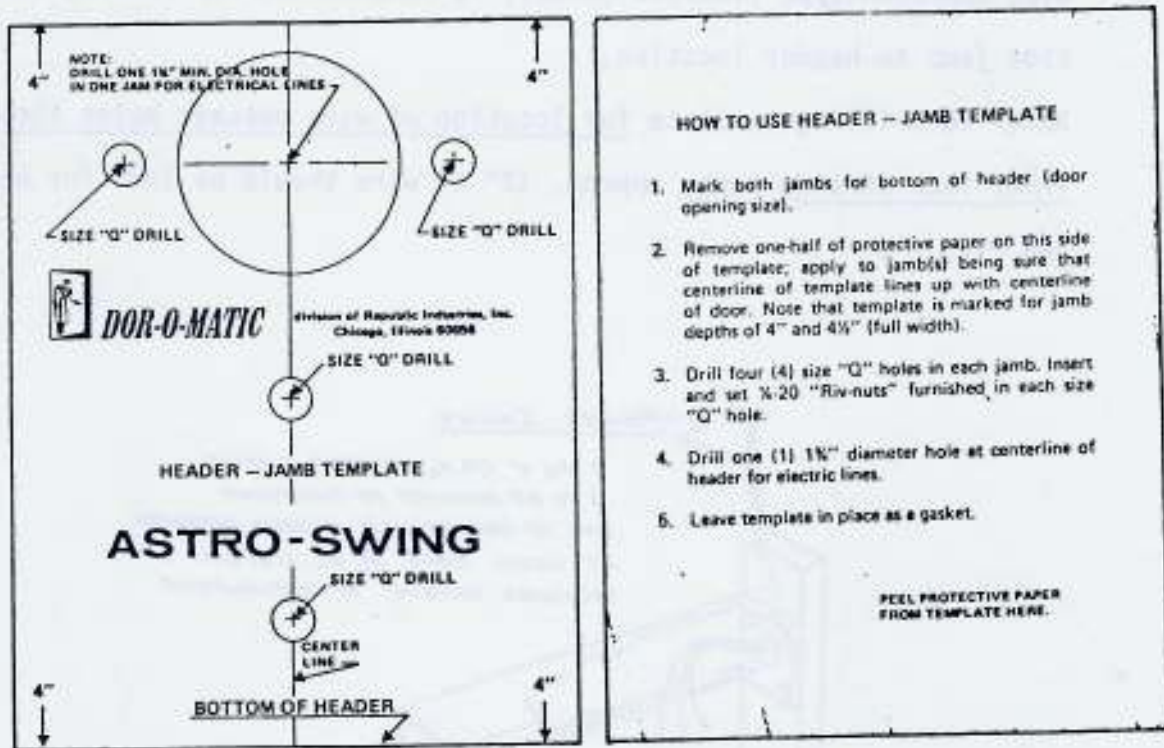 4"
4"
NOTE:
DRILL ONE 1¾" MIN. DIA. HOLE
IN ONE JAM FOR ELECTRICAL LINES
SIZE "Q" DRILL
SIZE "Q" DRILL
DOR-O-MATIC
division of Republic Industries, Inc.
Chicago, Illinois 60656
SIZE "Q" DRILL
HEADER – JAMB TEMPLATE
ASTRO-SWING
SIZE "Q" DRILL
CENTER
LINE
4"
4"
BOTTOM OF HEADER
HOW TO USE HEADER – JAMB TEMPLATE
1. Mark both jambs for bottom of header (door
opening size).
2. Remove one-half of protective paper on this side
of template; apply to jamb(s) being sure that
centerline of template lines up with centerline
of door. Note that template is marked for jamb
depths of 4" and 4½" (full width).
3. Drill four (4) size "Q" holes in each jamb. Insert
and set ¼-20 "Riv-nuts" furnished in each size
"Q" hole.
4. Drill one (1) 1¾" diameter hole at centerline of
header for electric lines.
5. Leave template in place as a gasket.
PEEL PROTECTIVE PAPER
FROM TEMPLATE HERE.